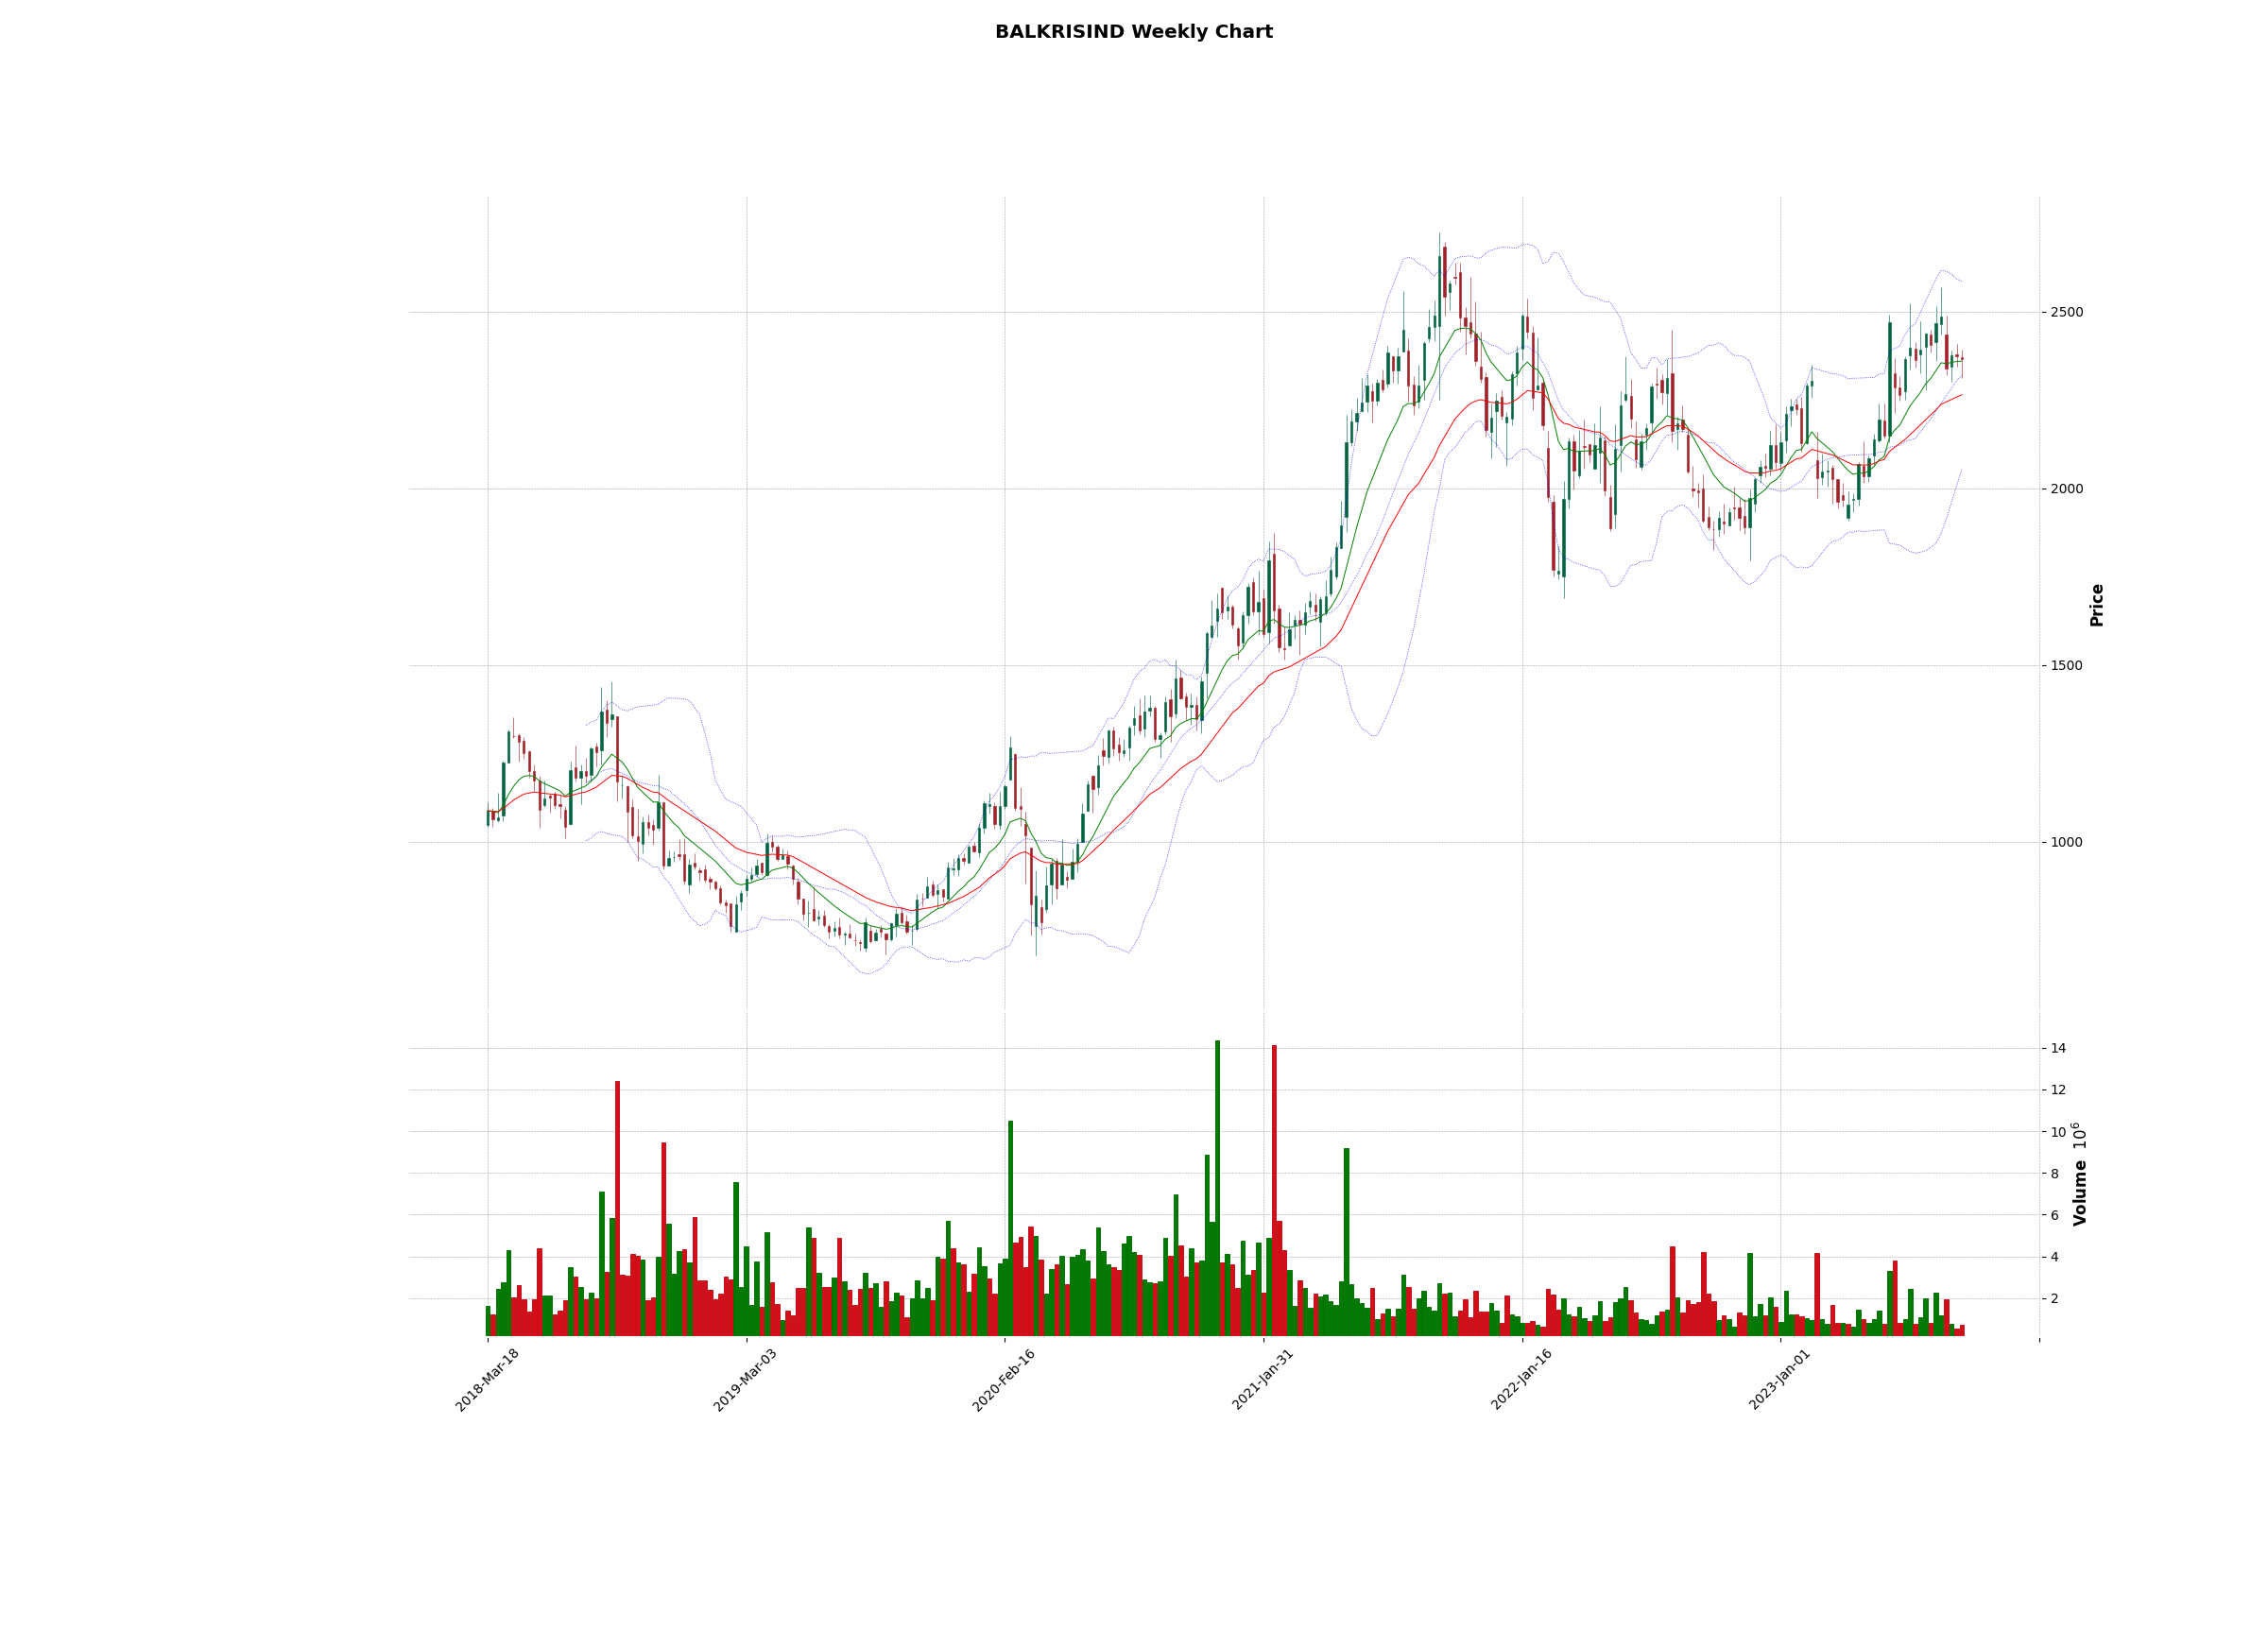 BALKRISIND Weekly Chart
2500
2000
1500
1000
Price
14
12
10
8
6
4
2
Volume 10^6
2018-Mar-18
2019-Mar-03
2020-Feb-16
2021-Jan-31
2022-Jan-16
2023-Jan-01